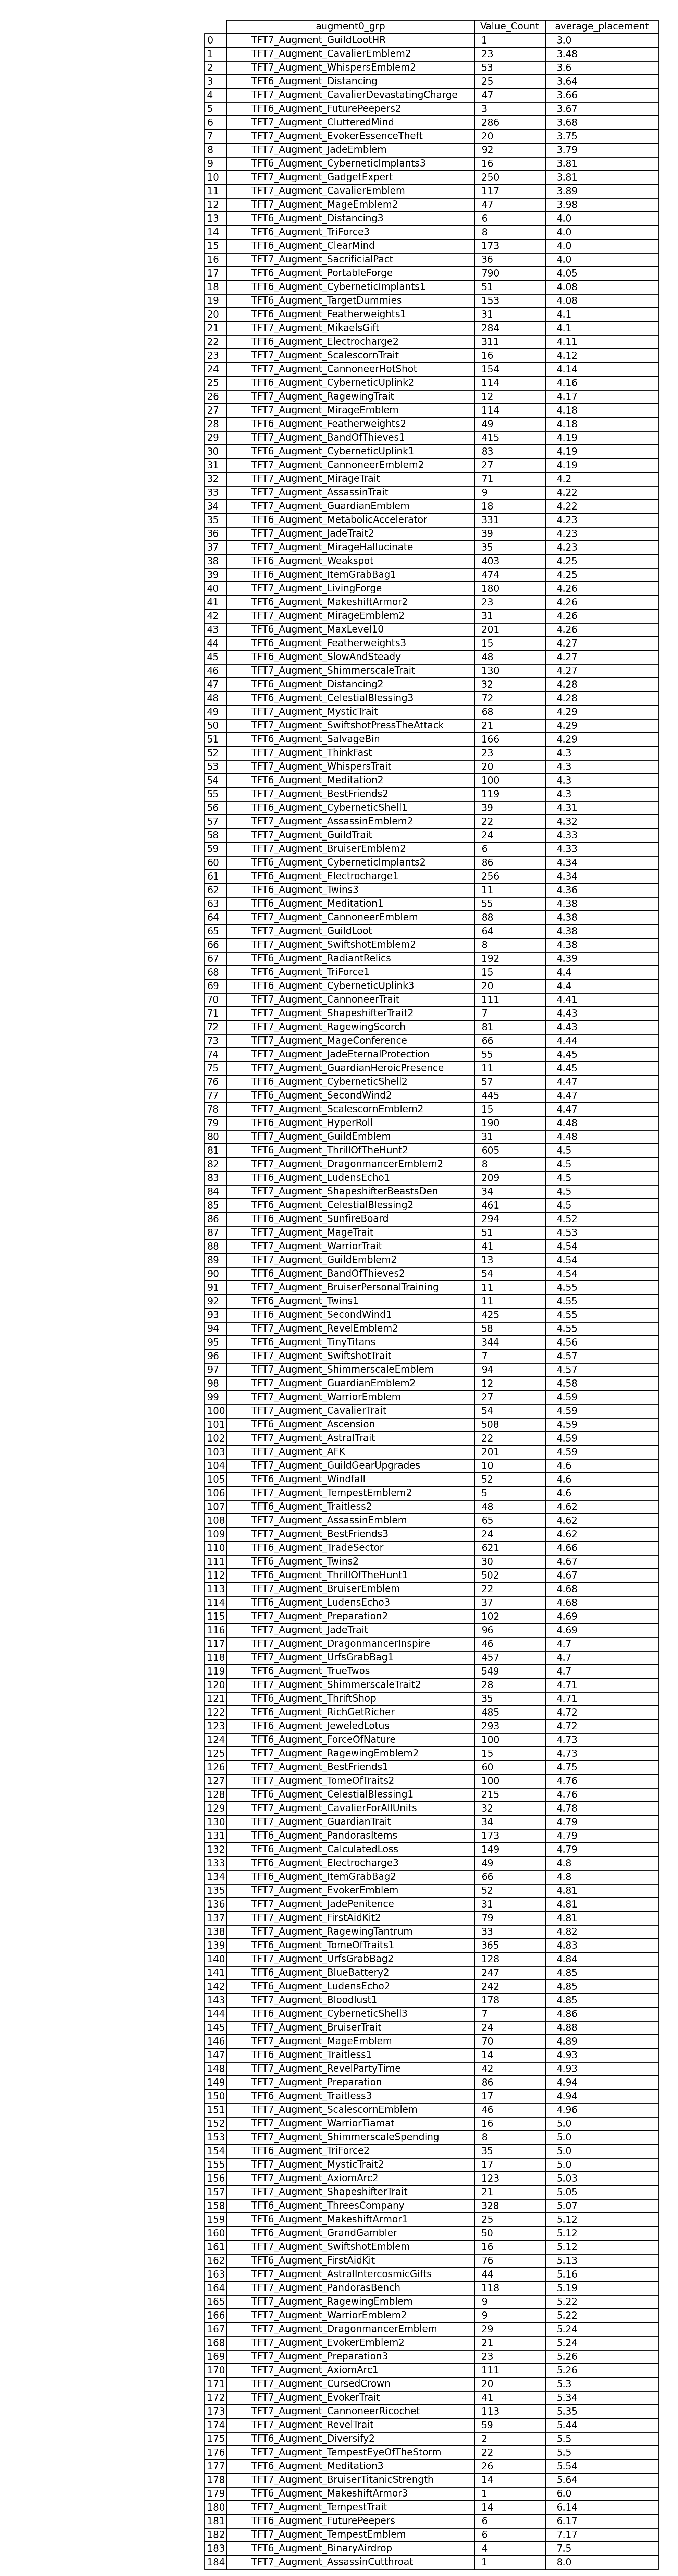 augment0_grp Value_Count average_placement
0 TFT7_Augment_GuildLootHR 1 3.0
1 TFT7_Augment_CavalierEmblem2 23 3.48
2 TFT7_Augment_WhispersEmblem2 53 3.6
3 TFT6_Augment_Distancing 25 3.64
4 TFT7_Augment_CavalierDevastatingCharge 47 3.66
5 TFT6_Augment_FuturePeepers2 3 3.67
6 TFT7_Augment_ClutteredMind 286 3.68
7 TFT7_Augment_EvokerEssenceTheft 20 3.75
8 TFT7_Augment_JadeEmblem 92 3.79
9 TFT6_Augment_CyberneticImplants3 16 3.81
10 TFT7_Augment_GadgetExpert 250 3.81
11 TFT7_Augment_CavalierEmblem 117 3.89
12 TFT7_Augment_MageEmblem2 47 3.98
13 TFT6_Augment_Distancing3 6 4.0
14 TFT6_Augment_TriForce3 8 4.0
15 TFT6_Augment_ClearMind 173 4.0
16 TFT7_Augment_SacrificialPact 36 4.0
17 TFT6_Augment_PortableForge 790 4.05
18 TFT6_Augment_CyberneticImplants1 51 4.08
19 TFT6_Augment_TargetDummies 153 4.08
20 TFT6_Augment_Featherweights1 31 4.1
21 TFT7_Augment_MikaelsGift 284 4.1
22 TFT6_Augment_Electrocharge2 311 4.11
23 TFT7_Augment_ScalescornTrait 16 4.12
24 TFT7_Augment_CannoneerHotShot 154 4.14
25 TFT6_Augment_CyberneticUplink2 114 4.16
26 TFT7_Augment_RagewingTrait 12 4.17
27 TFT7_Augment_MirageEmblem 114 4.18
28 TFT6_Augment_Featherweights2 49 4.18
29 TFT7_Augment_BandOfThieves1 415 4.19
30 TFT6_Augment_CyberneticUplink1 83 4.19
31 TFT7_Augment_CannoneerEmblem2 27 4.19
32 TFT7_Augment_MirageTrait 71 4.2
33 TFT7_Augment_AssassinTrait 9 4.22
34 TFT7_Augment_GuardianEmblem 18 4.22
35 TFT6_Augment_MetabolicAccelerator 331 4.23
36 TFT7_Augment_JadeTrait2 39 4.23
37 TFT7_Augment_MirageHallucinate 35 4.23
38 TFT6_Augment_Weakspot 403 4.25
39 TFT6_Augment_ItemGrabBag1 474 4.25
40 TFT7_Augment_LivingForge 180 4.26
41 TFT6_Augment_MakeshiftArmor2 23 4.26
42 TFT7_Augment_MirageEmblem2 31 4.26
43 TFT6_Augment_MaxLevel10 201 4.26
44 TFT6_Augment_Featherweights3 15 4.27
45 TFT6_Augment_SlowAndSteady 48 4.27
46 TFT7_Augment_ShimmerscaleTrait 130 4.27
47 TFT6_Augment_Distancing2 32 4.28
48 TFT6_Augment_CelestialBlessing3 72 4.28
49 TFT7_Augment_MysticTrait 68 4.29
50 TFT7_Augment_SwiftshotPressTheAttack 21 4.29
51 TFT6_Augment_SalvageBin 166 4.29
52 TFT7_Augment_ThinkFast 23 4.3
53 TFT7_Augment_WhispersTrait 20 4.3
54 TFT6_Augment_Meditation2 100 4.3
55 TFT7_Augment_BestFriends2 119 4.3
56 TFT6_Augment_CyberneticShell1 39 4.31
57 TFT7_Augment_AssassinEmblem2 22 4.32
58 TFT7_Augment_GuildTrait 24 4.33
59 TFT7_Augment_BruiserEmblem2 6 4.33
60 TFT6_Augment_CyberneticImplants2 86 4.34
61 TFT6_Augment_Electrocharge1 256 4.34
62 TFT6_Augment_Twins3 11 4.36
63 TFT6_Augment_Meditation1 55 4.38
64 TFT7_Augment_CannoneerEmblem 88 4.38
65 TFT7_Augment_GuildLoot 64 4.38
66 TFT7_Augment_SwiftshotEmblem2 8 4.38
67 TFT6_Augment_RadiantRelics 192 4.39
68 TFT6_Augment_TriForce1 15 4.4
69 TFT6_Augment_CyberneticUplink3 20 4.4
70 TFT7_Augment_CannoneerTrait 111 4.41
71 TFT7_Augment_ShapeshifterTrait2 7 4.43
72 TFT7_Augment_RagewingScorch 81 4.43
73 TFT7_Augment_MageConference 66 4.44
74 TFT7_Augment_JadeEternalProtection 55 4.45
75 TFT7_Augment_GuardianHeroicPresence 11 4.45
76 TFT6_Augment_CyberneticShell2 57 4.47
77 TFT6_Augment_SecondWind2 445 4.47
78 TFT7_Augment_ScalescornEmblem2 15 4.47
79 TFT6_Augment_HyperRoll 190 4.48
80 TFT7_Augment_GuildEmblem 31 4.48
81 TFT6_Augment_ThrillOfTheHunt2 605 4.5
82 TFT7_Augment_DragonmancerEmblem2 8 4.5
83 TFT6_Augment_LudensEcho1 209 4.5
84 TFT7_Augment_ShapeshifterBeastsDen 34 4.5
85 TFT6_Augment_CelestialBlessing2 461 4.5
86 TFT6_Augment_SunfireBoard 294 4.52
87 TFT7_Augment_MageTrait 51 4.53
88 TFT7_Augment_WarriorTrait 41 4.54
89 TFT7_Augment_GuildEmblem2 13 4.54
90 TFT6_Augment_BandOfThieves2 54 4.54
91 TFT7_Augment_BruiserPersonalTraining 11 4.55
92 TFT6_Augment_Twins1 11 4.55
93 TFT6_Augment_SecondWind1 425 4.55
94 TFT7_Augment_RevelEmblem2 58 4.55
95 TFT6_Augment_TinyTitans 344 4.56
96 TFT7_Augment_SwiftshotTrait 7 4.57
97 TFT7_Augment_ShimmerscaleEmblem 94 4.57
98 TFT7_Augment_GuardianEmblem2 12 4.58
99 TFT7_Augment_WarriorEmblem 27 4.59
100 TFT7_Augment_CavalierTrait 54 4.59
101 TFT6_Augment_Ascension 508 4.59
102 TFT7_Augment_AstralTrait 22 4.59
103 TFT7_Augment_AFK 201 4.59
104 TFT7_Augment_GuildGearUpgrades 10 4.6
105 TFT6_Augment_Windfall 52 4.6
106 TFT7_Augment_TempestEmblem2 5 4.6
107 TFT6_Augment_Traitless2 48 4.62
108 TFT7_Augment_AssassinEmblem 65 4.62
109 TFT7_Augment_BestFriends3 24 4.62
110 TFT6_Augment_TradeSector 621 4.66
111 TFT6_Augment_Twins2 30 4.67
112 TFT6_Augment_ThrillOfTheHunt1 502 4.67
113 TFT7_Augment_BruiserEmblem 22 4.68
114 TFT6_Augment_LudensEcho3 37 4.68
115 TFT7_Augment_Preparation2 102 4.69
116 TFT7_Augment_JadeTrait 96 4.69
117 TFT7_Augment_DragonmancerInspire 46 4.7
118 TFT7_Augment_UrfsGrabBag1 457 4.7
119 TFT6_Augment_TrueTwos 549 4.7
120 TFT7_Augment_ShimmerscaleTrait2 28 4.71
121 TFT6_Augment_ThriftShop 35 4.71
122 TFT6_Augment_RichGetRicher 485 4.72
123 TFT6_Augment_JeweledLotus 293 4.72
124 TFT6_Augment_ForceOfNature 100 4.73
125 TFT7_Augment_RagewingEmblem2 15 4.73
126 TFT7_Augment_BestFriends1 60 4.75
127 TFT7_Augment_TomeOfTraits2 100 4.76
128 TFT6_Augment_CelestialBlessing1 215 4.76
129 TFT7_Augment_CavalierForAllUnits 32 4.78
130 TFT7_Augment_GuardianTrait 34 4.79
131 TFT6_Augment_PandorasItems 173 4.79
132 TFT6_Augment_CalculatedLoss 149 4.79
133 TFT6_Augment_Electrocharge3 49 4.8
134 TFT6_Augment_ItemGrabBag2 66 4.8
135 TFT7_Augment_EvokerEmblem 52 4.81
136 TFT7_Augment_JadePenitence 31 4.81
137 TFT7_Augment_FirstAidKit2 79 4.81
138 TFT7_Augment_RagewingTantrum 33 4.82
139 TFT6_Augment_TomeOfTraits1 365 4.83
140 TFT7_Augment_UrfsGrabBag2 128 4.84
141 TFT6_Augment_BlueBattery2 247 4.85
142 TFT6_Augment_LudensEcho2 242 4.85
143 TFT7_Augment_Bloodlust1 178 4.85
144 TFT6_Augment_CyberneticShell3 7 4.86
145 TFT7_Augment_BruiserTrait 24 4.88
146 TFT7_Augment_MageEmblem 70 4.89
147 TFT6_Augment_Traitless1 14 4.93
148 TFT7_Augment_RevelPartyTime 42 4.93
149 TFT7_Augment_Preparation 86 4.94
150 TFT6_Augment_Traitless3 17 4.94
151 TFT7_Augment_ScalescornEmblem 46 4.96
152 TFT7_Augment_WarriorTiamat 16 5.0
153 TFT7_Augment_ShimmerscaleSpending 8 5.0
154 TFT6_Augment_TriForce2 35 5.0
155 TFT7_Augment_MysticTrait2 17 5.0
156 TFT7_Augment_AxiomArc2 123 5.03
157 TFT7_Augment_ShapeshifterTrait 21 5.05
158 TFT6_Augment_ThreesCompany 328 5.07
159 TFT6_Augment_MakeshiftArmor1 25 5.12
160 TFT6_Augment_GrandGambler 50 5.12
161 TFT7_Augment_SwiftshotEmblem 16 5.12
162 TFT6_Augment_FirstAidKit 76 5.13
163 TFT7_Augment_AstralIntercosmicGifts 44 5.16
164 TFT7_Augment_PandorasBench 118 5.19
165 TFT7_Augment_RagewingEmblem 9 5.22
166 TFT7_Augment_WarriorEmblem2 9 5.22
167 TFT7_Augment_DragonmancerEmblem 29 5.24
168 TFT7_Augment_EvokerEmblem2 21 5.24
169 TFT7_Augment_Preparation3 23 5.26
170 TFT7_Augment_AxiomArc1 111 5.26
171 TFT7_Augment_CursedCrown 20 5.3
172 TFT7_Augment_EvokerTrait 41 5.34
173 TFT7_Augment_CannoneerRicochet 113 5.35
174 TFT7_Augment_RevelTrait 59 5.44
175 TFT6_Augment_Diversify2 2 5.5
176 TFT7_Augment_TempestEyeOfTheStorm 22 5.5
177 TFT6_Augment_Meditation3 26 5.54
178 TFT7_Augment_BruiserTitanicStrength 14 5.64
179 TFT6_Augment_MakeshiftArmor3 1 6.0
180 TFT7_Augment_TempestTrait 14 6.14
181 TFT6_Augment_FuturePeepers 6 6.17
182 TFT7_Augment_TempestEmblem 6 7.17
183 TFT6_Augment_BinaryAirdrop 4 7.5
184 TFT7_Augment_AssassinCutthroat 1 8.0